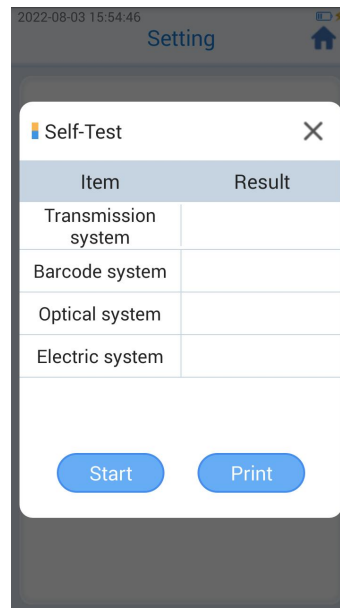 2022-08-03 15:54:46
Setting
Self-Test
Item Result
Transmission
system
Barcode system
Optical system
Electric system
Start Print